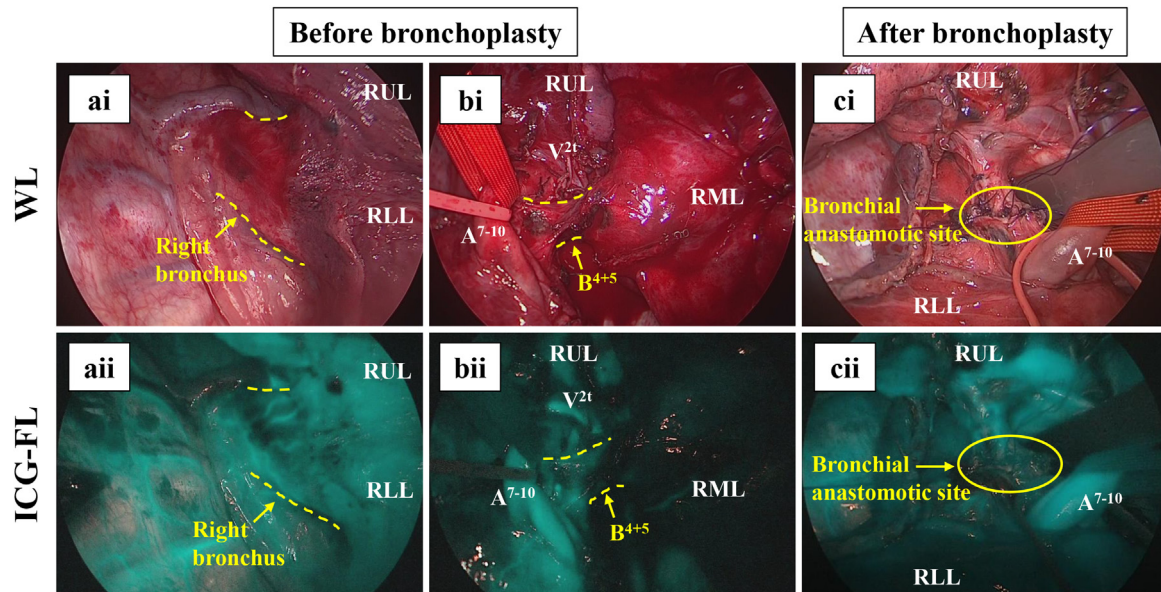 Before bronchoplasty
After bronchoplasty
WL
ai
RUL
RLL
Right
bronchus
bi
RUL
V2t
RML
A7-10
B4+5
ci
RUL
Bronchial
anastomotic site
A7-10
RLL
ICG-FL
aii
RUL
RLL
Right
bronchus
bii
RUL
V2t
RML
A7-10
B4+5
cii
RUL
Bronchial
anastomotic site
A7-10
RLL